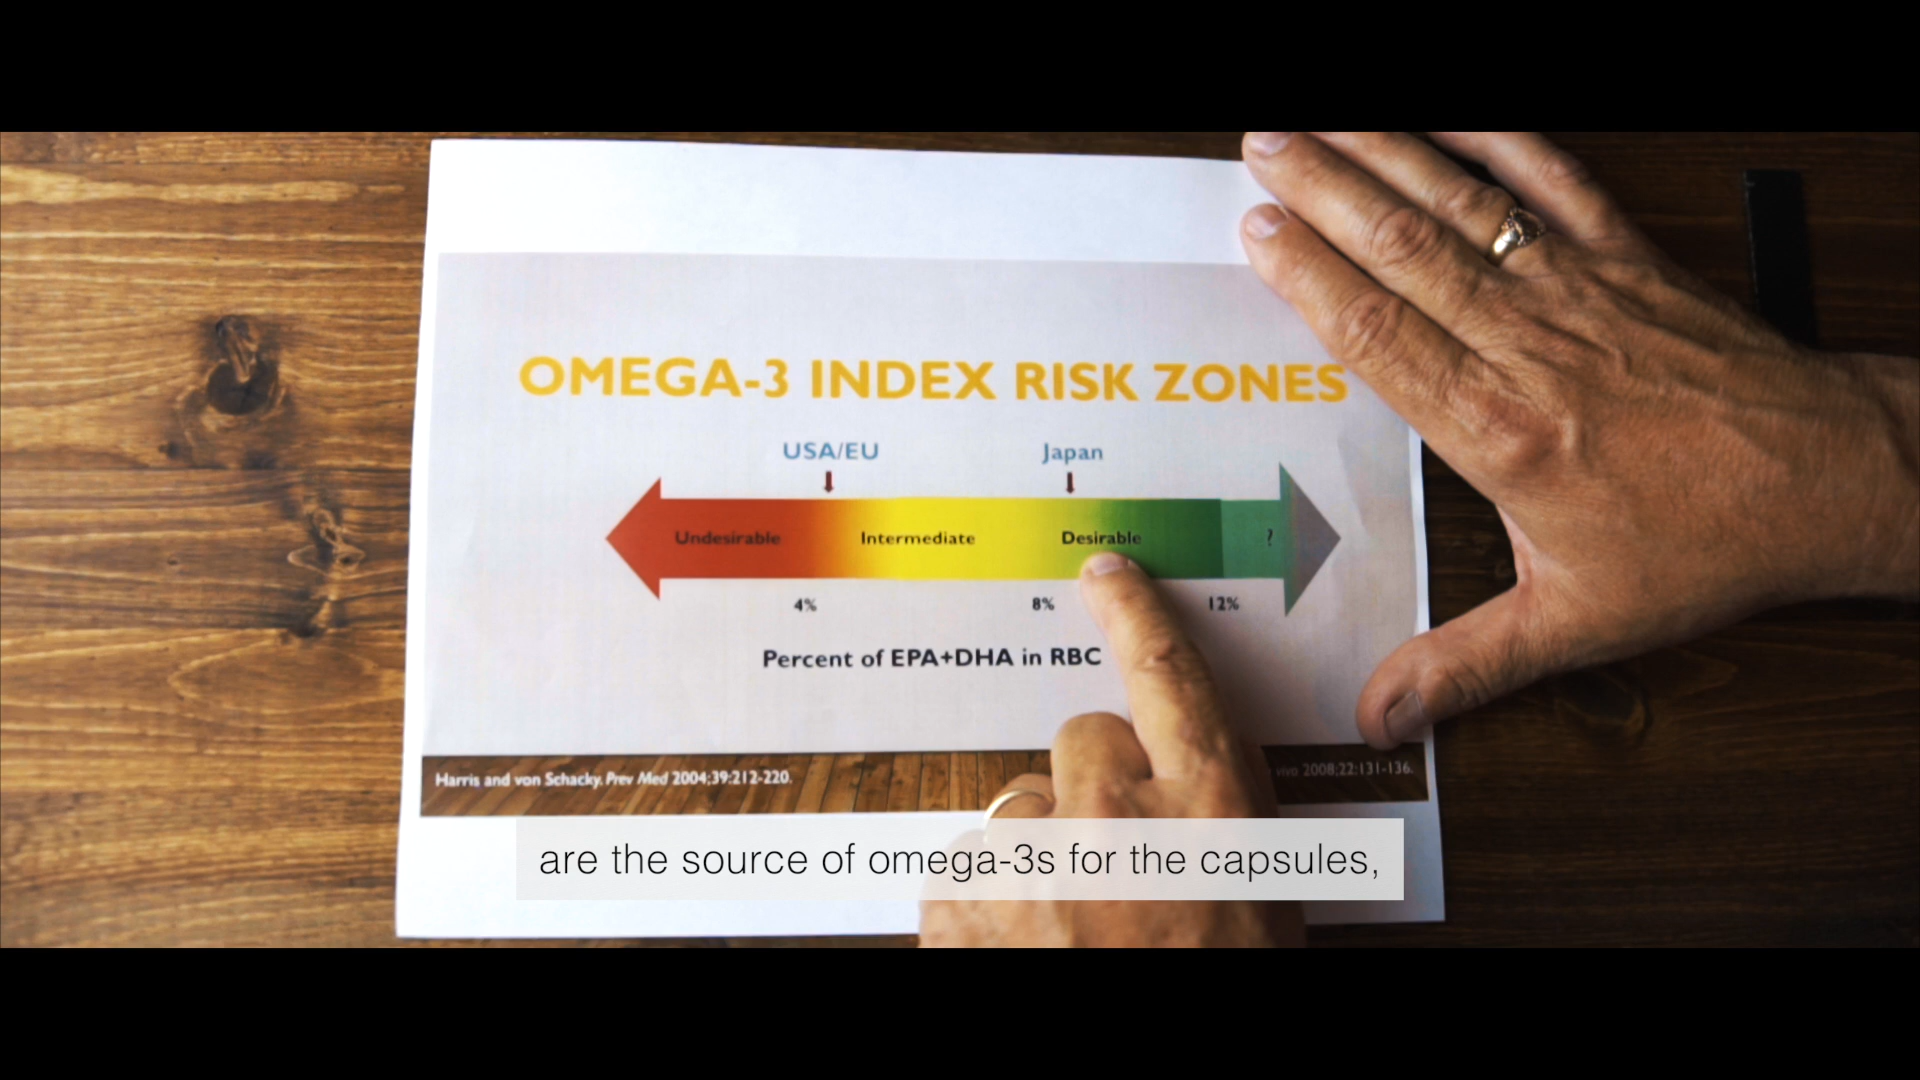 OMEGA-3 INDEX RISK ZONES
USA/EU Japan
Undesirable Intermediate Desirable ?
4% 8% 12%
Percent of EPA+DHA in RBC
Harris and von Schacky. Prev Med 2004;39:212-220.
vivo 2008;22:131-136.
are the source of omega-3s for the capsules,